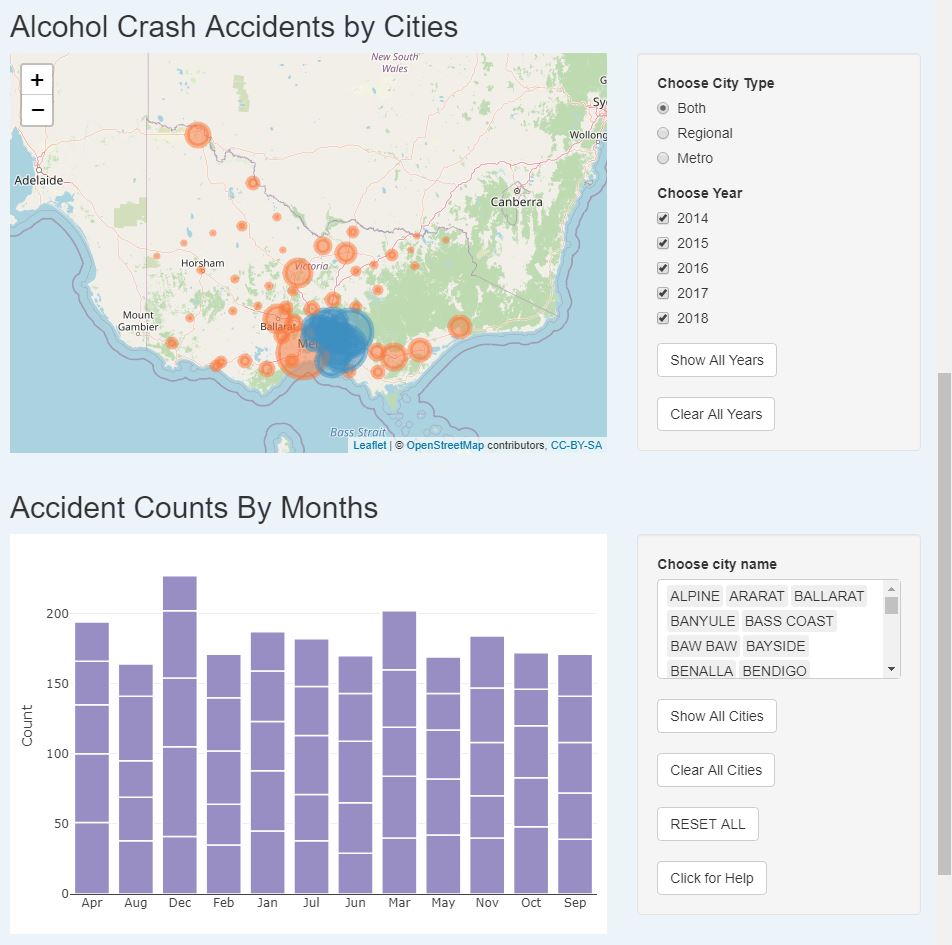 Alcohol Crash Accidents by Cities
+
−
New South
Wales
Adelaide
Wollong
Canberra
Horsham
Victoria
Mount
Gambier
Ballarat
Bass Strait
Leaflet | © OpenStreetMap contributors, CC-BY-SA
Choose City Type
Both
Regional
Metro
Choose Year
2014
2015
2016
2017
2018
Show All Years
Clear All Years
Accident Counts By Months
Count
200
150
100
50
0
Apr Aug Dec Feb Jan Jul Jun Mar May Nov Oct Sep
Choose city name
ALPINE ARARAT BALLARAT
BANYULE BASS COAST
BAW BAW BAYSIDE
BENALLA BENDIGO
Show All Cities
Clear All Cities
RESET ALL
Click for Help